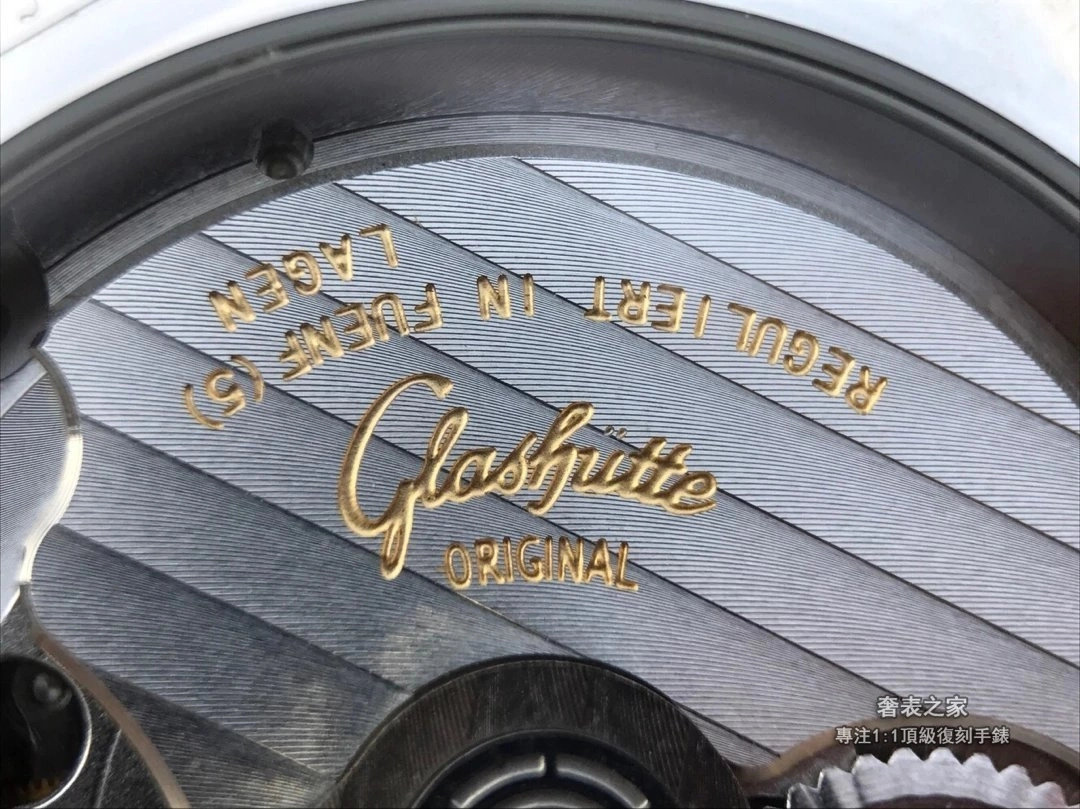 REGULIERT IN FUENF (5)
LAGEN
Glashütte
ORIGINAL
奢表之家
專注1:1頂級復刻手錶